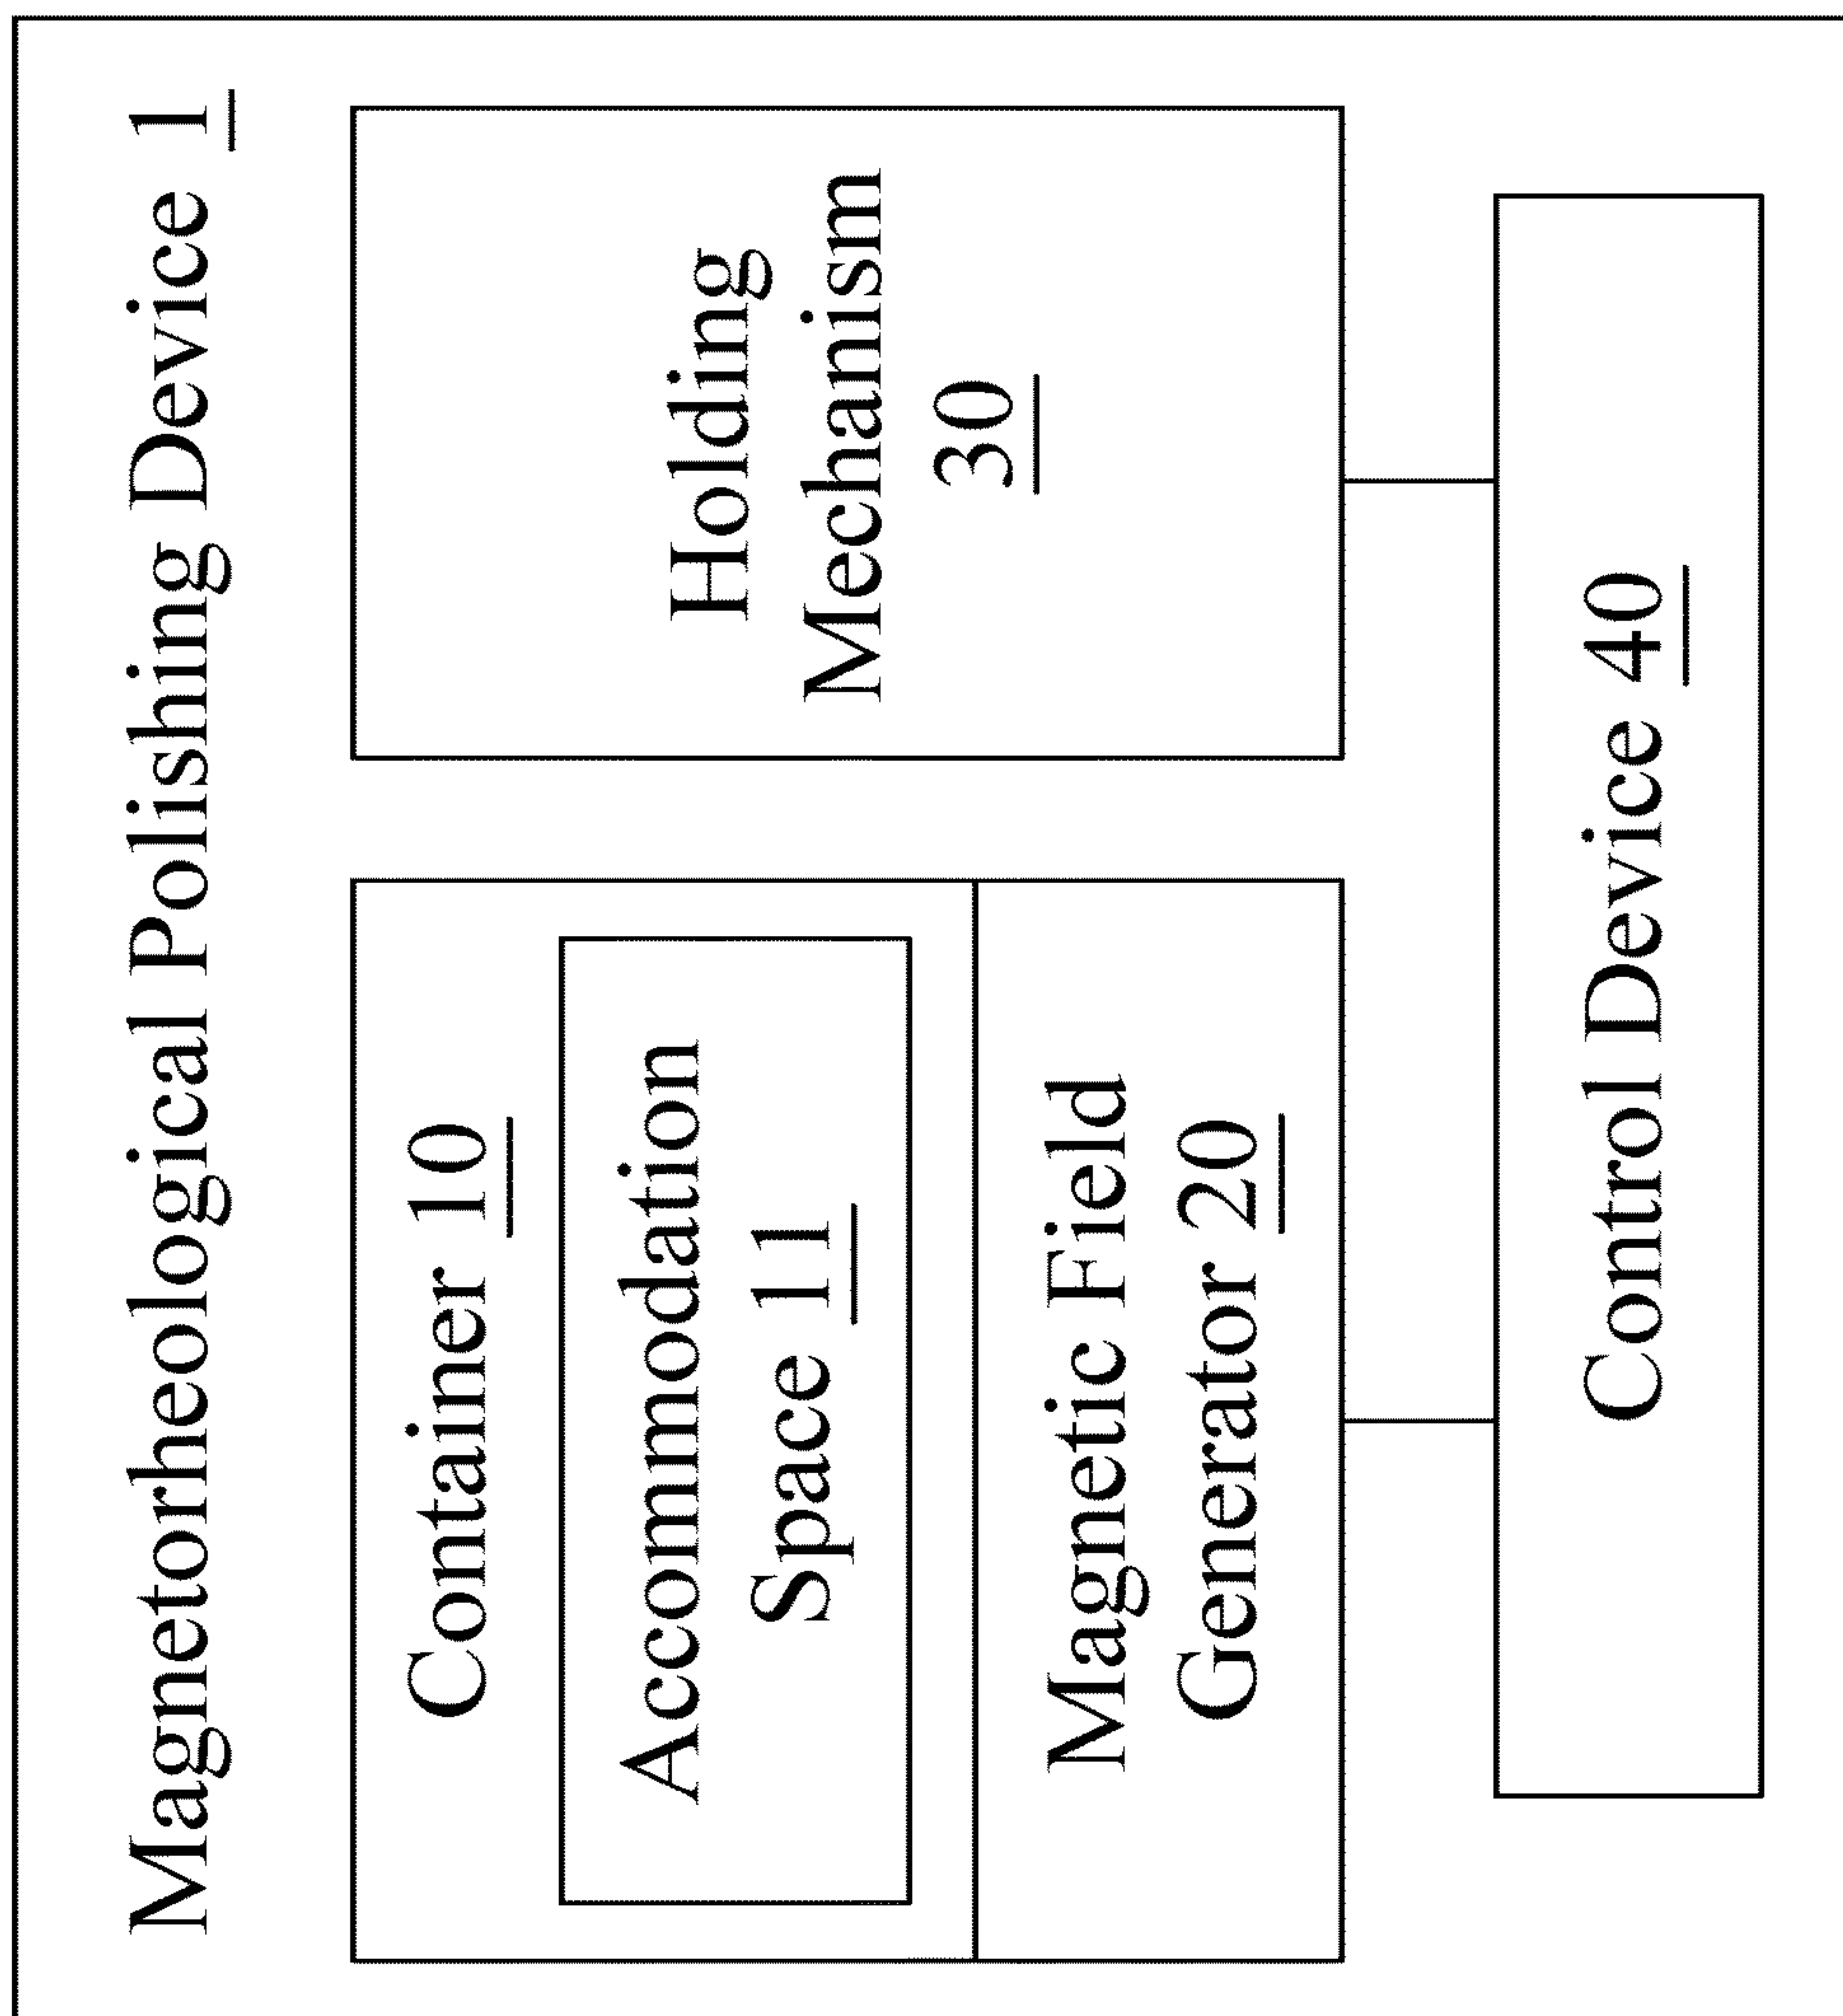 Magnetorheological Polishing Device 1
Container 10
Accommodation
Space 11
Magnetic Field
Generator 20
Holding
Mechanism
30
Control Device 40